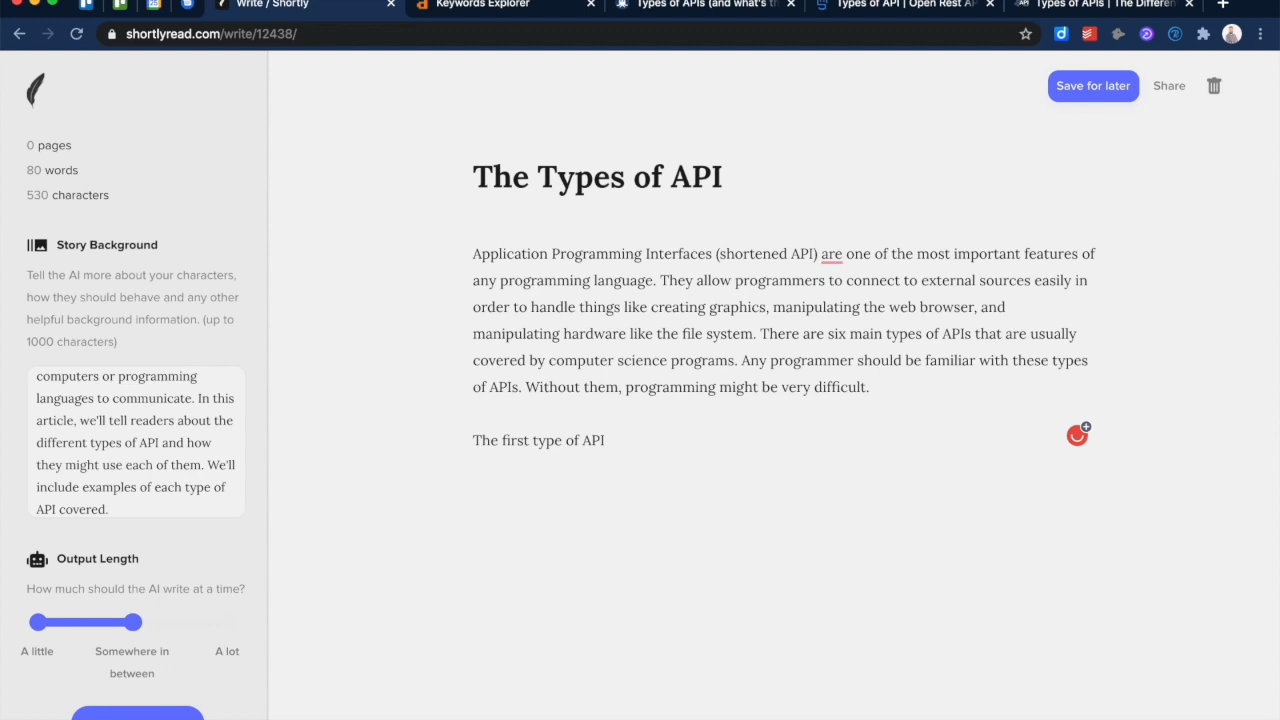 Write / Shortly
Keywords Explorer
Types of APIs (and what's th
Types of API | Open Rest AP
Types of APIs | The Differen
shortlyread.com/write/12438/
Save for later
Share
0 pages
80 words
530 characters
The Types of API
Story Background
Tell the AI more about your characters,
how they should behave and any other
helpful background information. (up to
1000 characters)
computers or programming
languages to communicate. In this
article, we'll tell readers about the
different types of API and how
they might use each of them. We'll
include examples of each type of
API covered.
Output Length
How much should the AI write at a time?
A little
Somewhere in
between
A lot
Application Programming Interfaces (shortened API) are one of the most important features of
any programming language. They allow programmers to connect to external sources easily in
order to handle things like creating graphics, manipulating the web browser, and
manipulating hardware like the file system. There are six main types of APIs that are usually
covered by computer science programs. Any programmer should be familiar with these types
of APIs. Without them, programming might be very difficult.
The first type of API